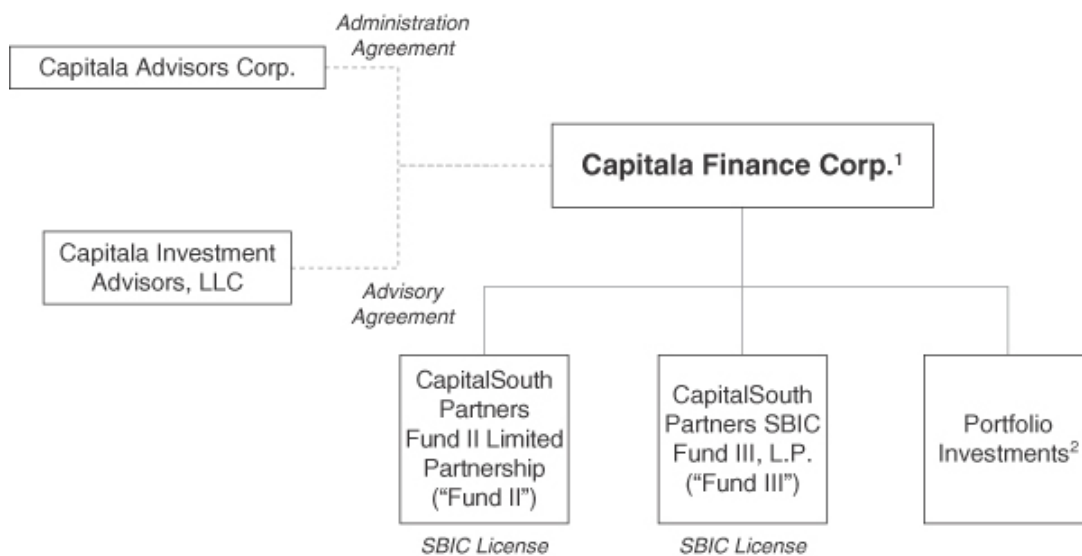 Administration
Agreement
Capitala Advisors Corp.
Capitala Finance Corp.¹
Capitala Investment
Advisors, LLC
Advisory
Agreement
CapitalSouth
Partners
Fund II Limited
Partnership
(“Fund II”)
SBIC License
CapitalSouth
Partners SBIC
Fund III, L.P.
(“Fund III”)
SBIC License
Portfolio
Investments²